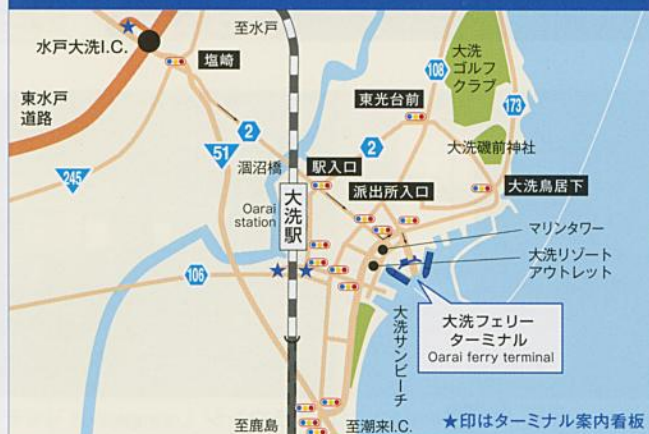 至水戸
水戸大洗I.C.
塩崎
東水戸
道路
大洗
ゴルフ
クラブ
108
173
東光台前
2
2
51
245
大洗磯前神社
涸沼橋
駅入口
派出所入口
大洗鳥居下
Oarai
station
大洗駅
マリンタワー
大洗リゾート
アウトレット
106
大洗フェリー
ターミナル
Oarai ferry terminal
大洗サンビーチ
至鹿島
至潮来I.C.
★印はターミナル案内看板